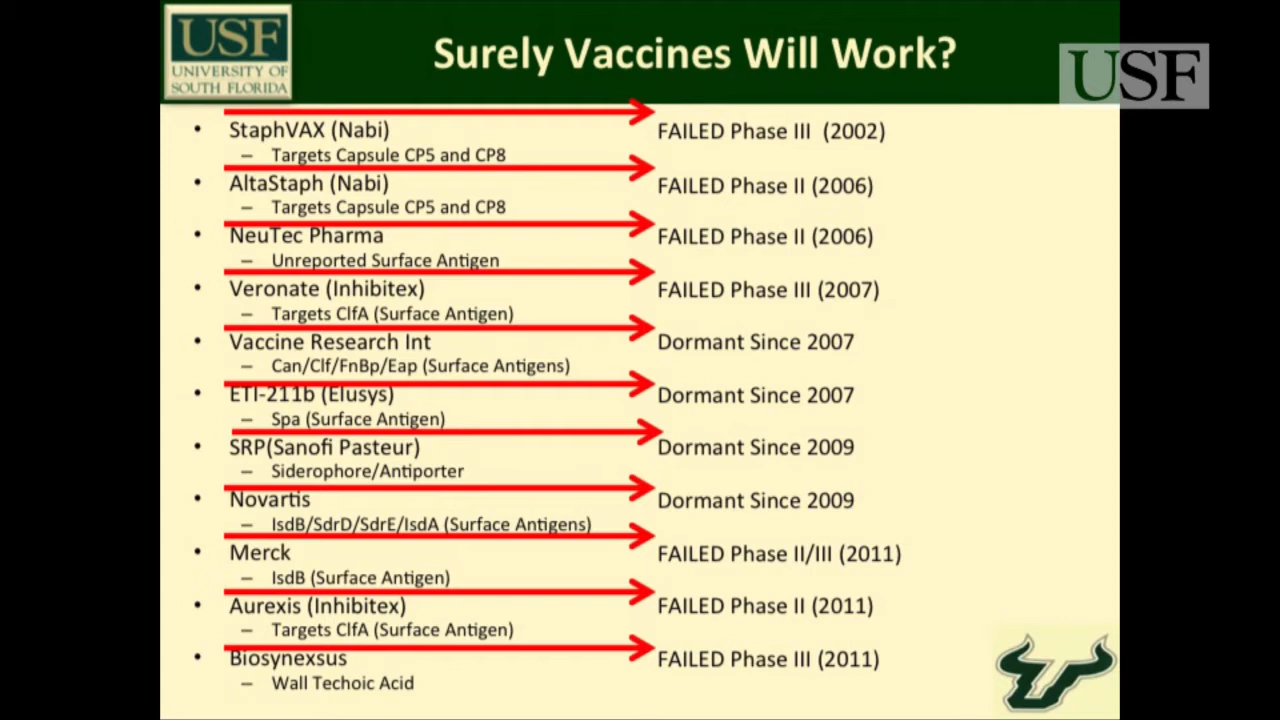 USF
UNIVERSITY OF
SOUTH FLORIDA
Surely Vaccines Will Work?
USF
• StaphVAX (Nabi) FAILED Phase III (2002)
– Targets Capsule CP5 and CP8
• AltaStaph (Nabi) FAILED Phase II (2006)
– Targets Capsule CP5 and CP8
• NeuTec Pharma FAILED Phase II (2006)
– Unreported Surface Antigen
• Veronate (Inhibitex) FAILED Phase III (2007)
– Targets ClfA (Surface Antigen)
• Vaccine Research Int Dormant Since 2007
– Can/Clf/FnBp/Eap (Surface Antigens)
• ETI-211b (Elusys) Dormant Since 2007
– Spa (Surface Antigen)
• SRP(Sanofi Pasteur) Dormant Since 2009
– Siderophore/Antiporter
• Novartis Dormant Since 2009
– IsdB/SdrD/SdrE/IsdA (Surface Antigens)
• Merck FAILED Phase II/III (2011)
– IsdB (Surface Antigen)
• Aurexis (Inhibitex) FAILED Phase II (2011)
– Targets ClfA (Surface Antigen)
• Biosynexsus FAILED Phase III (2011)
– Wall Techoic Acid